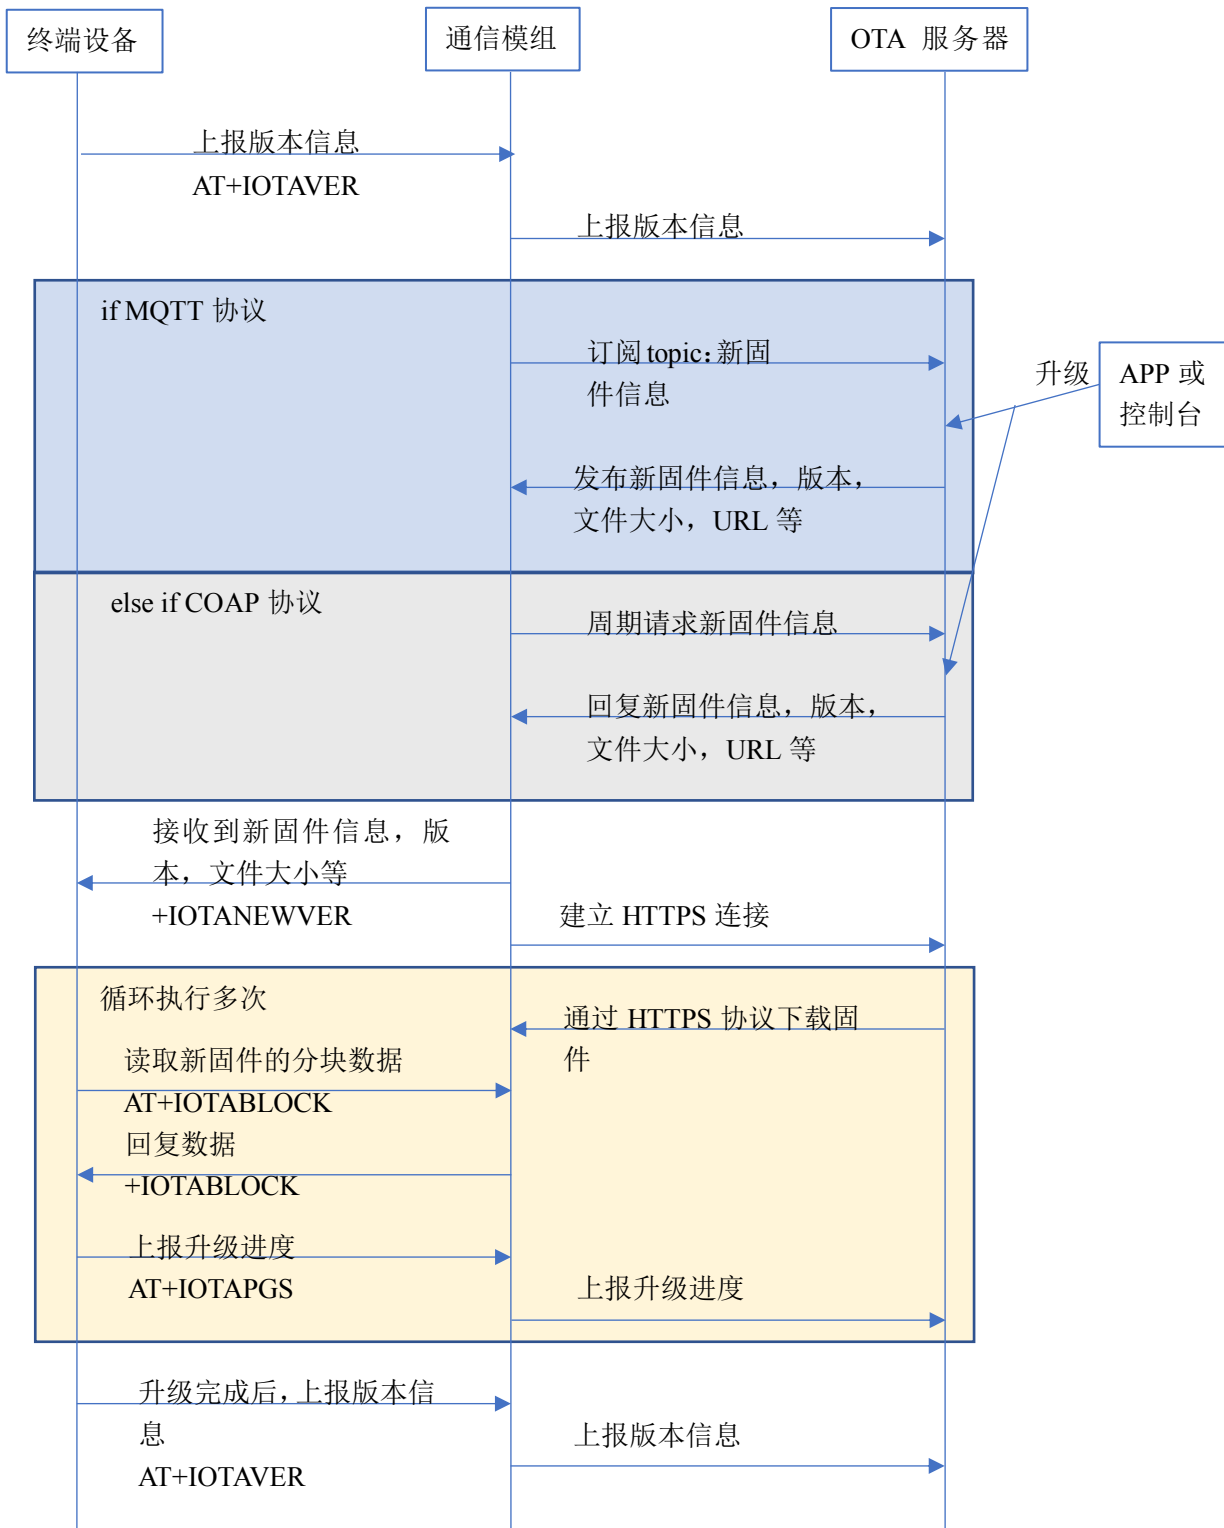 终端设备
通信模组
OTA 服务器
上报版本信息
AT+IOTAVER
上报版本信息
if MQTT 协议
订阅 topic：新固
件信息
升级
APP 或
控制台
发布新固件信息，版本，
文件大小，URL 等
else if COAP 协议
周期请求新固件信息
回复新固件信息，版本，
文件大小，URL 等
接收到新固件信息，版
本，文件大小等
+IOTANEWVER
建立 HTTPS 连接
循环执行多次
通过 HTTPS 协议下载固
件
读取新固件的分块数据
AT+IOTABLOCK
回复数据
+IOTABLOCK
上报升级进度
AT+IOTAPGS
上报升级进度
升级完成后，上报版本信
息
AT+IOTAVER
上报版本信息